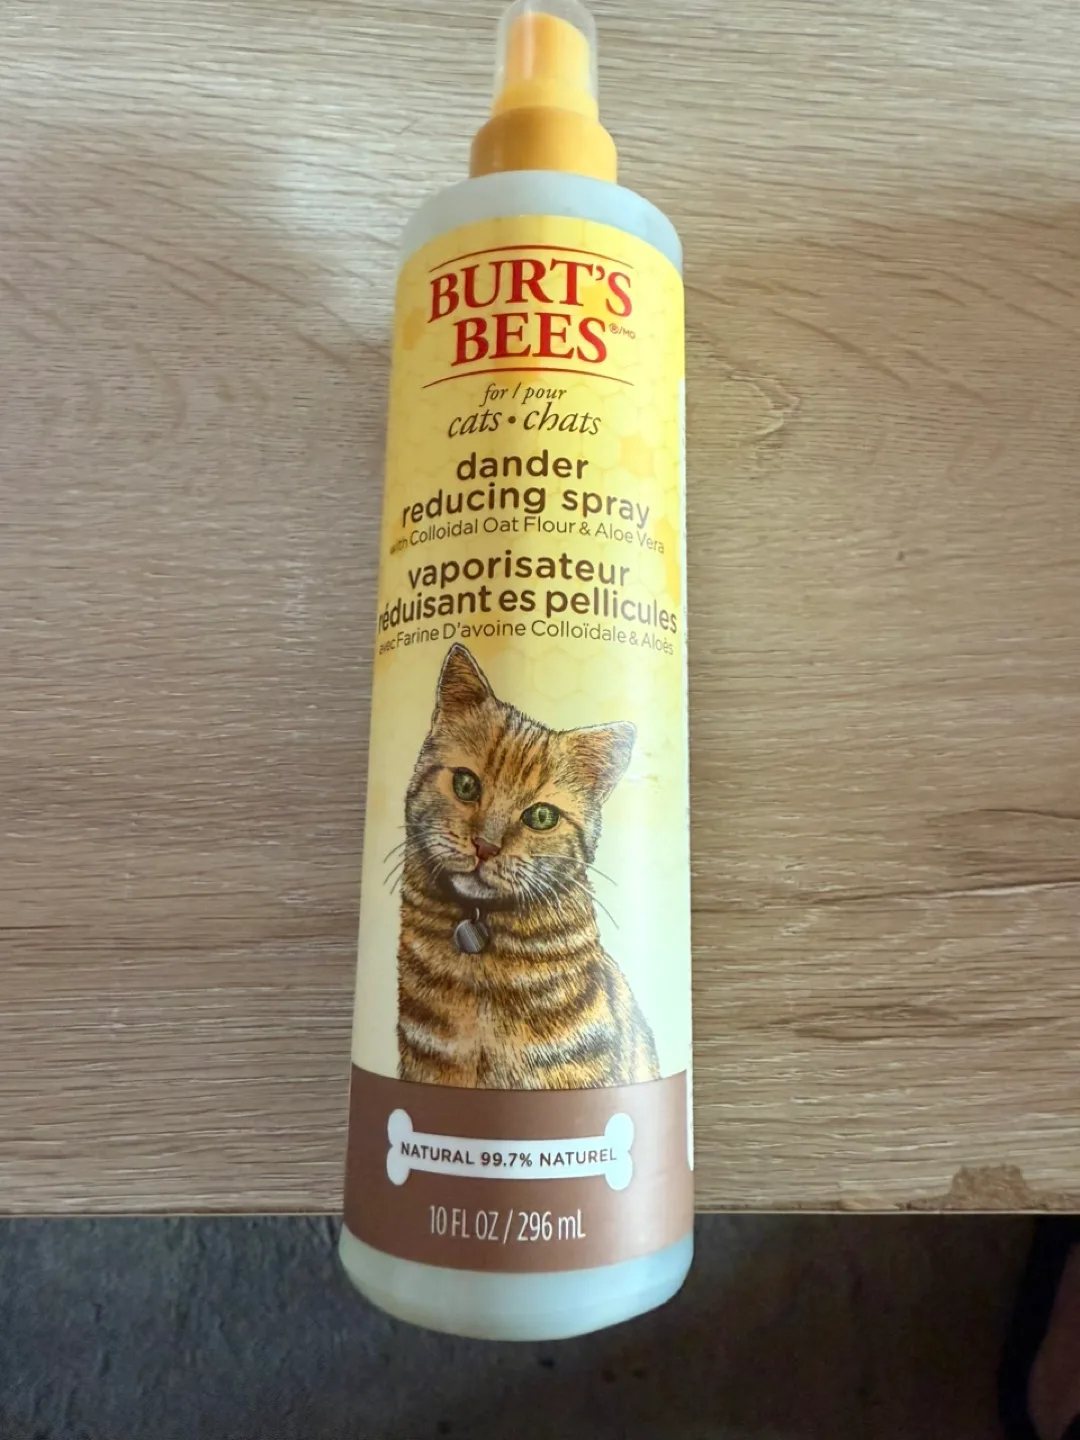 BURT'S
BEES®/MD
for / pour
cats • chats
dander
reducing spray
with Colloidal Oat Flour & Aloe Vera
vaporisateur
réduisant es pellicules
avec Farine D'avoine Colloïdale & Aloès
NATURAL 99.7% NATUREL
10 FL OZ / 296 mL